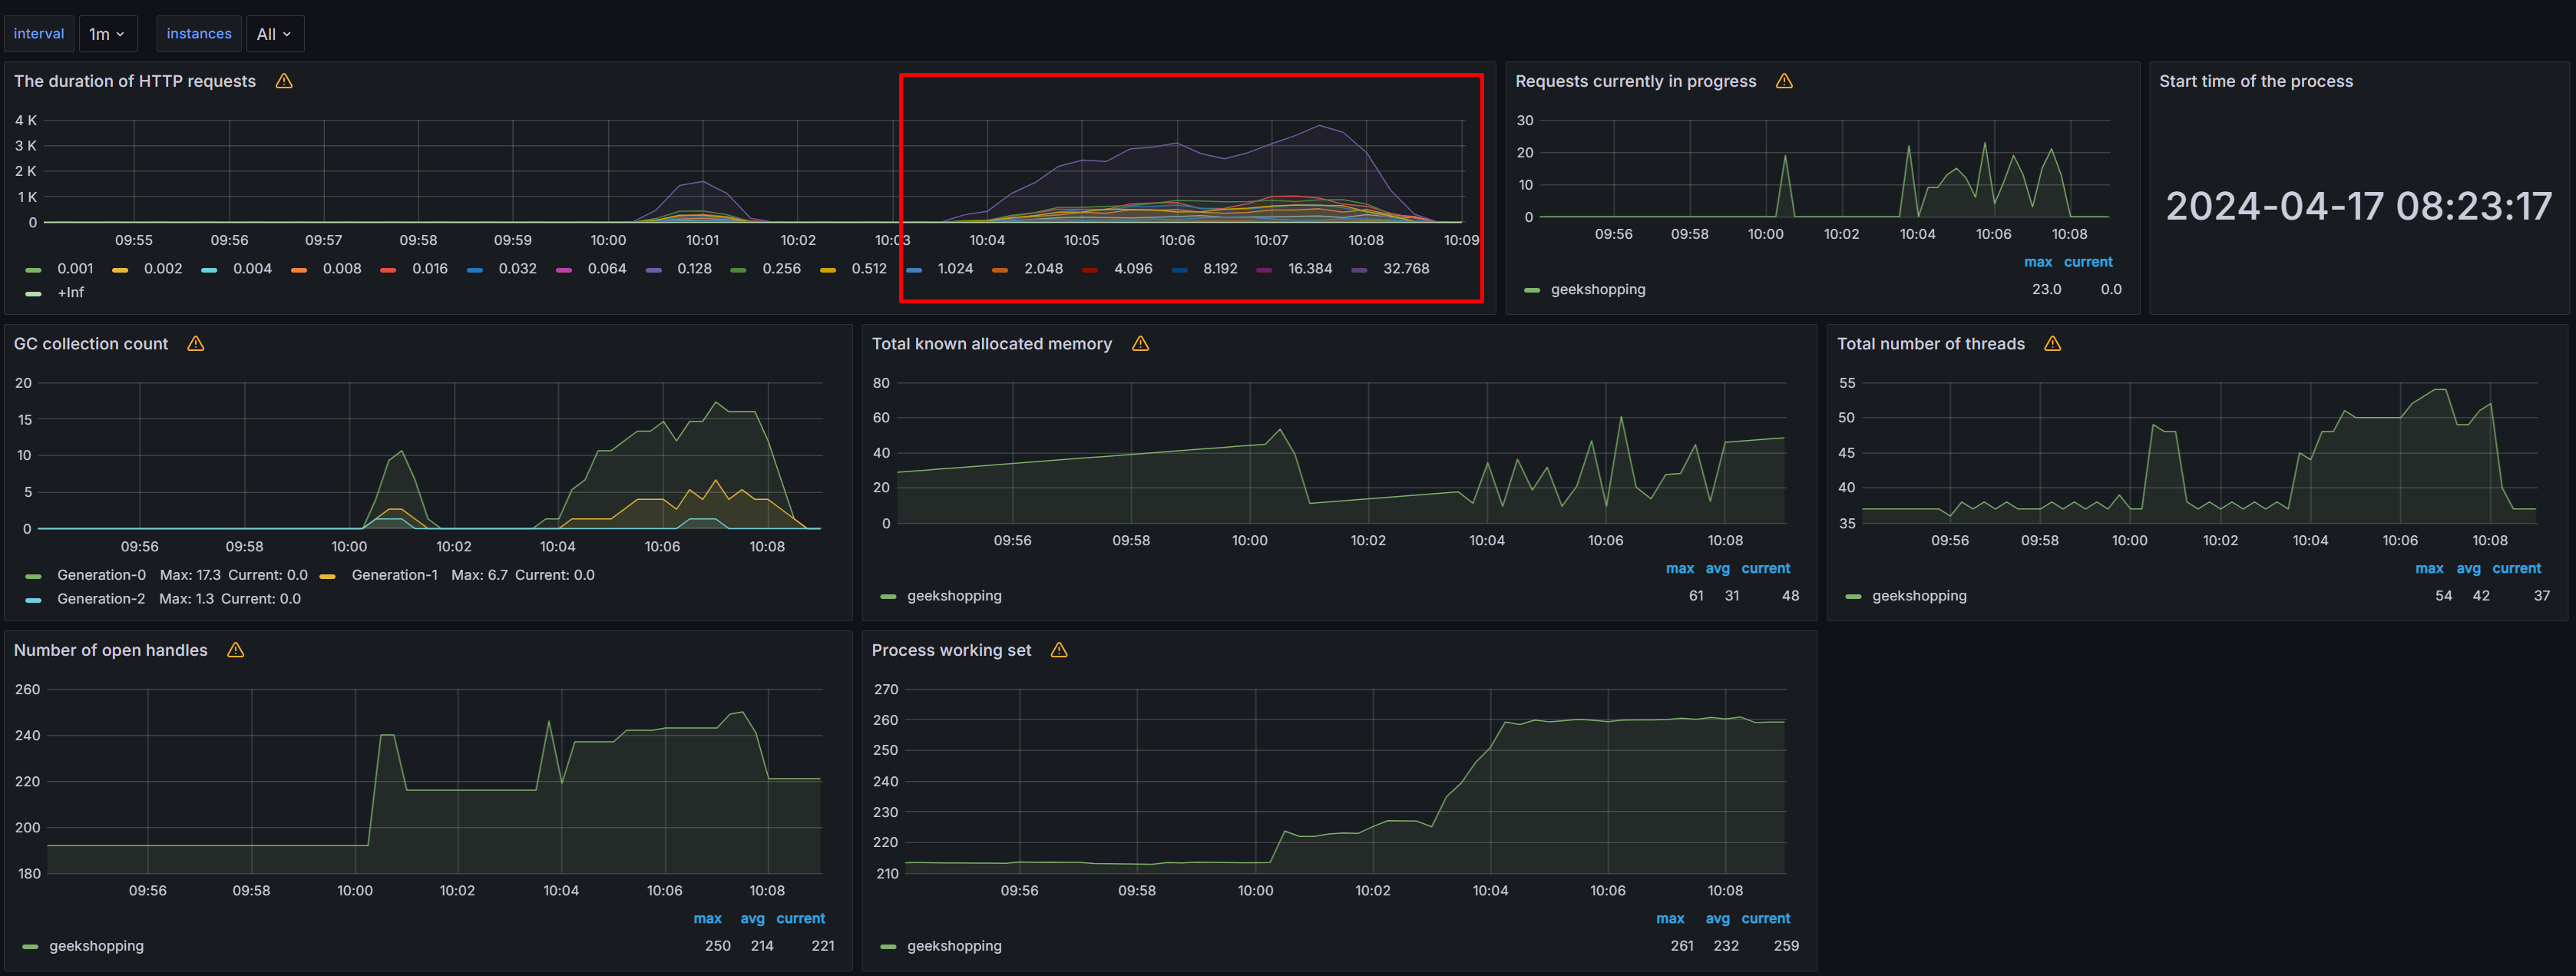 interval 1m instances All
The duration of HTTP requests
4 K
3 K
2 K
1 K
0
09:55 09:56 09:57 09:58 09:59 10:00 10:01 10:02 10:03 10:04 10:05 10:06 10:07 10:08 10:09
0.001 0.002 0.004 0.008 0.016 0.032 0.064 0.128 0.256 0.512 1.024 2.048 4.096 8.192 16.384 32.768
+Inf
Requests currently in progress
30
20
10
0
09:56 09:58 10:00 10:02 10:04 10:06 10:08
max current
geekshopping 23.0 0.0
Start time of the process
2024-04-17 08:23:17
GC collection count
20
15
10
5
0
09:56 09:58 10:00 10:02 10:04 10:06 10:08
Generation-0 Max: 17.3 Current: 0.0 Generation-1 Max: 6.7 Current: 0.0
Generation-2 Max: 1.3 Current: 0.0
Total known allocated memory
80
60
40
20
0
09:56 09:58 10:00 10:02 10:04 10:06 10:08
max avg current
geekshopping 61 31 48
Total number of threads
55
50
45
40
35
09:56 09:58 10:00 10:02 10:04 10:06 10:08
max avg current
geekshopping 54 42 37
Number of open handles
260
240
220
200
180
09:56 09:58 10:00 10:02 10:04 10:06 10:08
max avg current
geekshopping 250 214 221
Process working set
270
260
250
240
230
220
210
09:56 09:58 10:00 10:02 10:04 10:06 10:08
max avg current
geekshopping 261 232 259